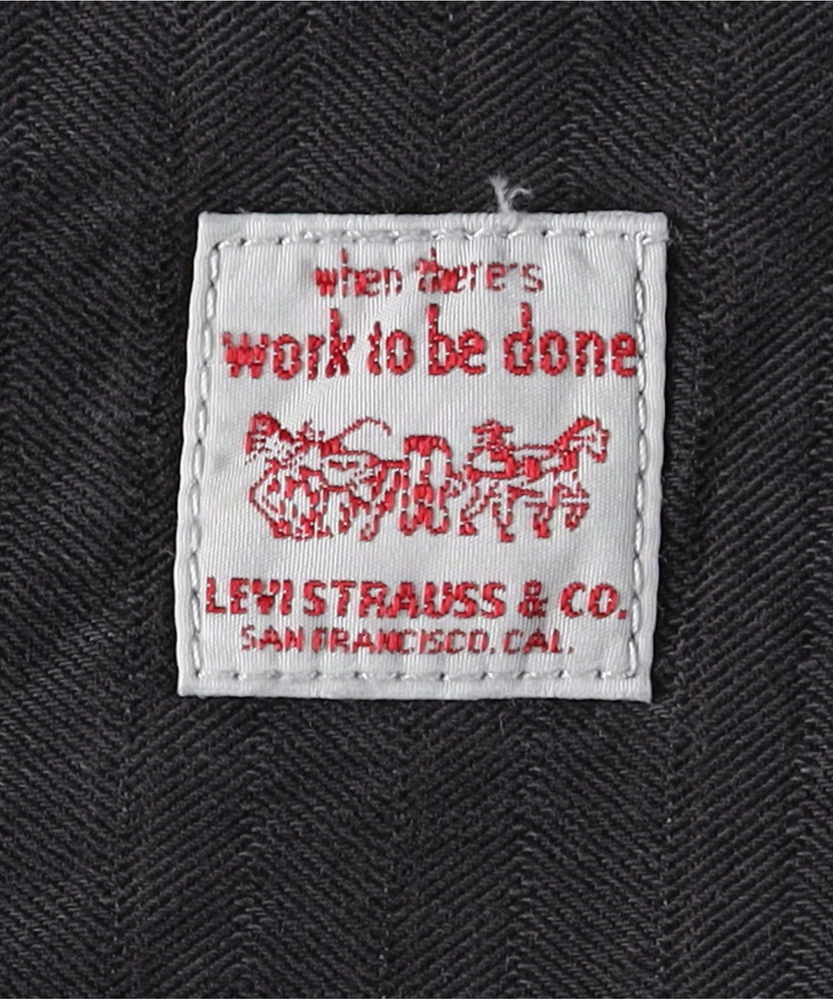 when there's
work to be done
LEVI STRAUSS & CO.
SAN FRANCISCO, CAL.